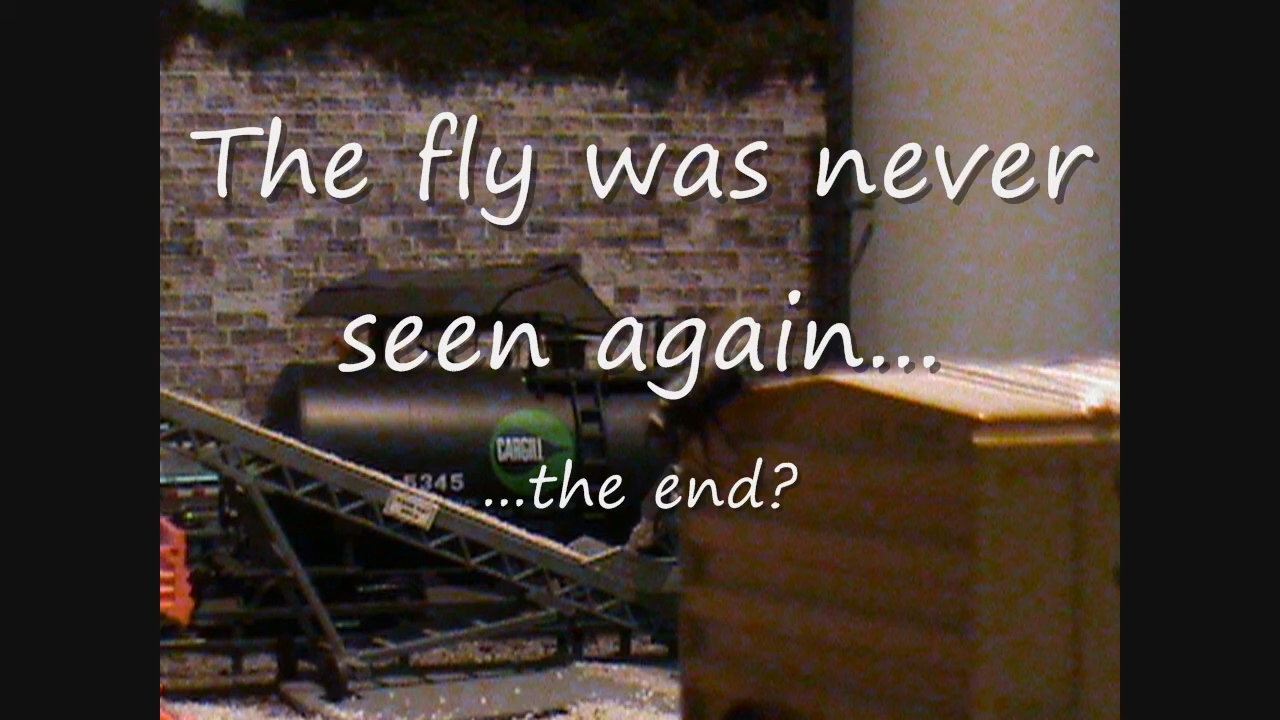 The fly was never
seen again...
...the end?
CARGILL
5345